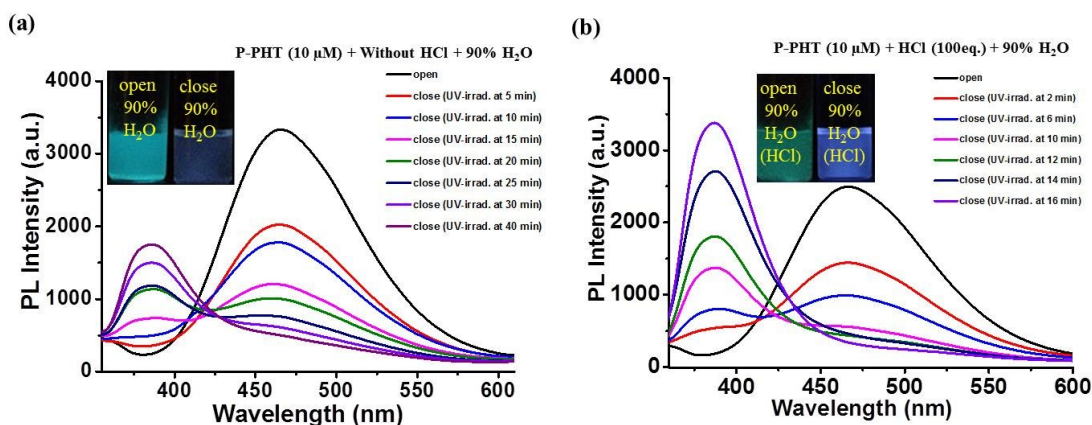 (a)
P-PHT (10 μM) + Without HCl + 90% H₂O
4000
3000
2000
1000
0
PL Intensity (a.u.)
open
90%
H₂O
close
90%
H₂O
open
close (UV-irrad. at 5 min)
close (UV-irrad. at 10 min)
close (UV-irrad. at 15 min)
close (UV-irrad. at 20 min)
close (UV-irrad. at 25 min)
close (UV-irrad. at 30 min)
close (UV-irrad. at 40 min)
400
450
500
550
600
Wavelength (nm)
(b)
P-PHT (10 μM) + HCl (100eq.) + 90% H₂O
4000
3000
2000
1000
0
PL Intensity (a.u.)
open
90%
H₂O
(HCl)
close
90%
H₂O
(HCl)
open
close (UV-irrad. at 2 min)
close (UV-irrad. at 6 min)
close (UV-irrad. at 10 min)
close (UV-irrad. at 12 min)
close (UV-irrad. at 14 min)
close (UV-irrad. at 16 min)
400
450
500
550
600
Wavelength (nm)